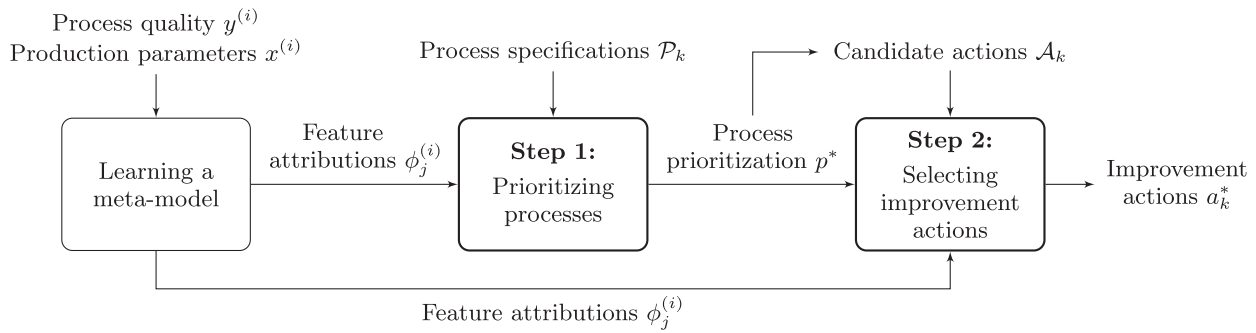 Process quality y^{(i)}
Production parameters x^{(i)}
Process specifications 𝒫_k
Candidate actions 𝒜_k
Learning a
meta-model
Feature
attributions ϕ_j^{(i)}
Step 1:
Prioritizing
processes
Process
prioritization p*
Step 2:
Selecting
improvement
actions
Improvement
actions a_k^*
Feature attributions ϕ_j^{(i)}